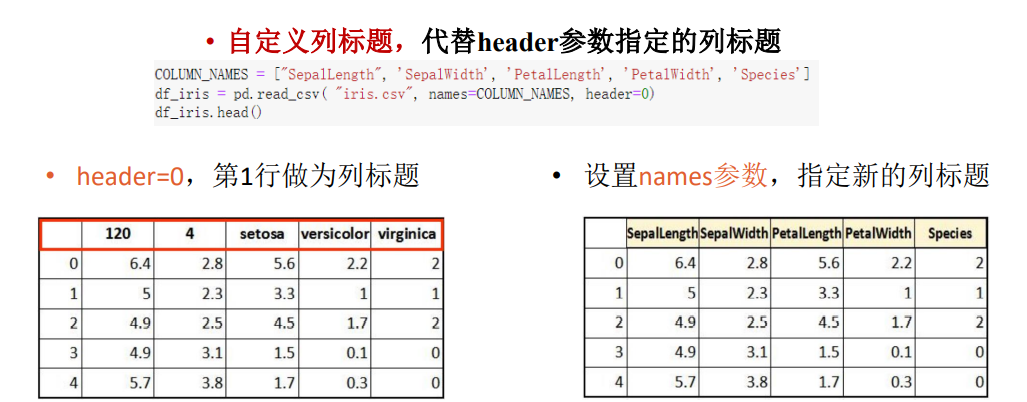 • 自定义列标题，代替header参数指定的列标题
COLUMN_NAMES = ["SepalLength", 'SepalWidth', 'PetalLength', 'PetalWidth', 'Species']
df_iris = pd.read_csv( "iris.csv", names=COLUMN_NAMES, header=0)
df_iris.head()
• header=0，第1行做为列标题
120 4 setosa versicolor virginica
0 6.4 2.8 5.6 2.2 2
1 5 2.3 3.3 1 1
2 4.9 2.5 4.5 1.7 2
3 4.9 3.1 1.5 0.1 0
4 5.7 3.8 1.7 0.3 0
• 设置names参数，指定新的列标题
SepalLength SepalWidth PetalLength PetalWidth Species
0 6.4 2.8 5.6 2.2 2
1 5 2.3 3.3 1 1
2 4.9 2.5 4.5 1.7 2
3 4.9 3.1 1.5 0.1 0
4 5.7 3.8 1.7 0.3 0